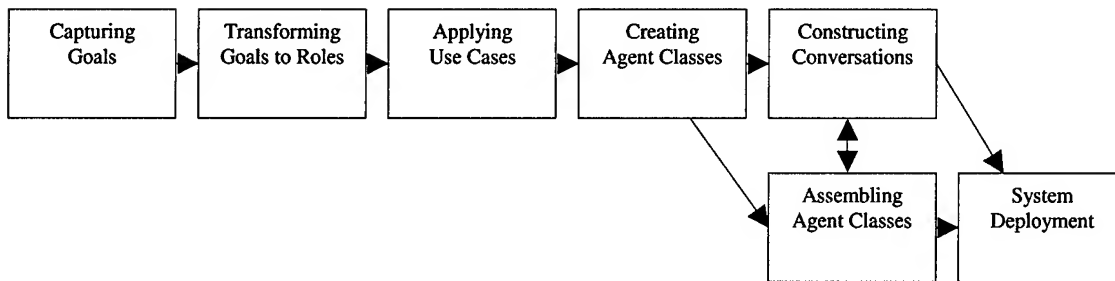 Capturing
Goals
Transforming
Goals to Roles
Applying
Use Cases
Creating
Agent Classes
Constructing
Conversations
Assembling
Agent Classes
System
Deployment